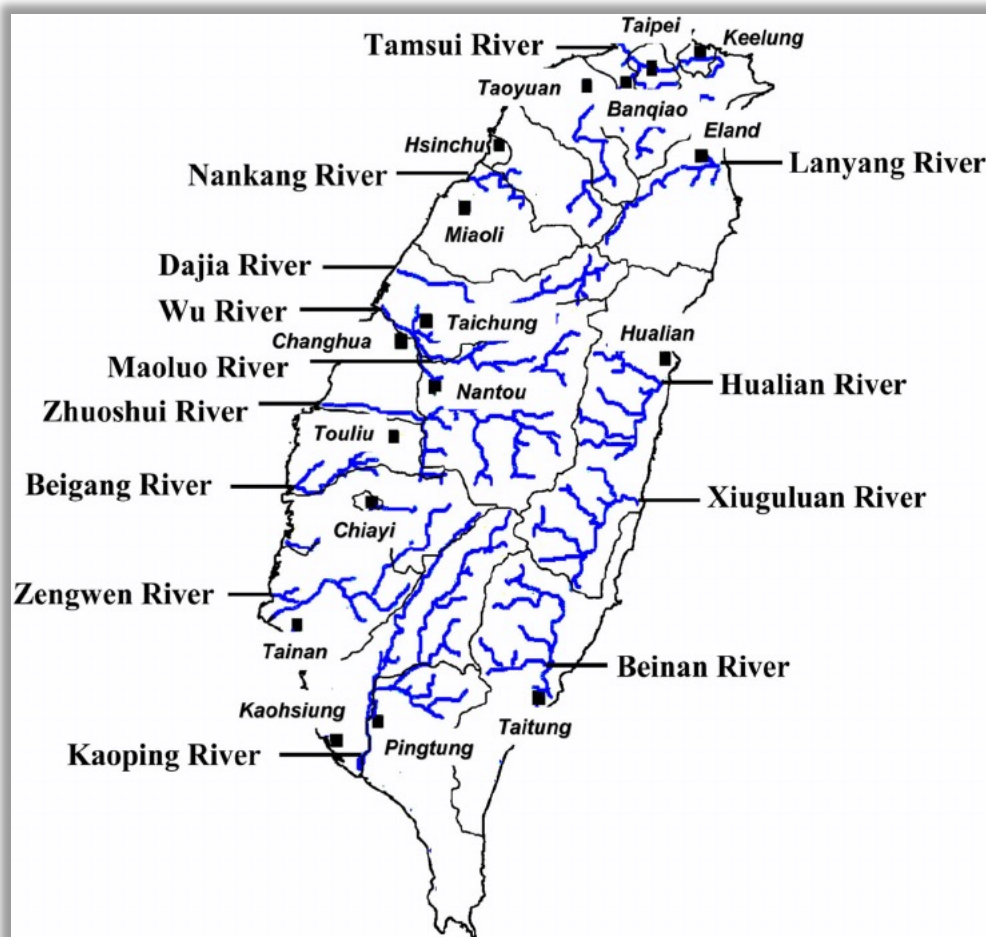 Taipei
Tamsui River
Keelung
Taoyuan
Banqiao
Eland
Hsinchu
Lanyang River
Nankang River
Miaoli
Dajia River
Wu River
Taichung
Changhua
Hualian
Maoluo River
Hualian River
Nantou
Zhuoshui River
Touliu
Beigang River
Xiuguluan River
Chiayi
Zengwen River
Tainan
Beinan River
Kaohsiung
Taitung
Pingtung
Kaoping River